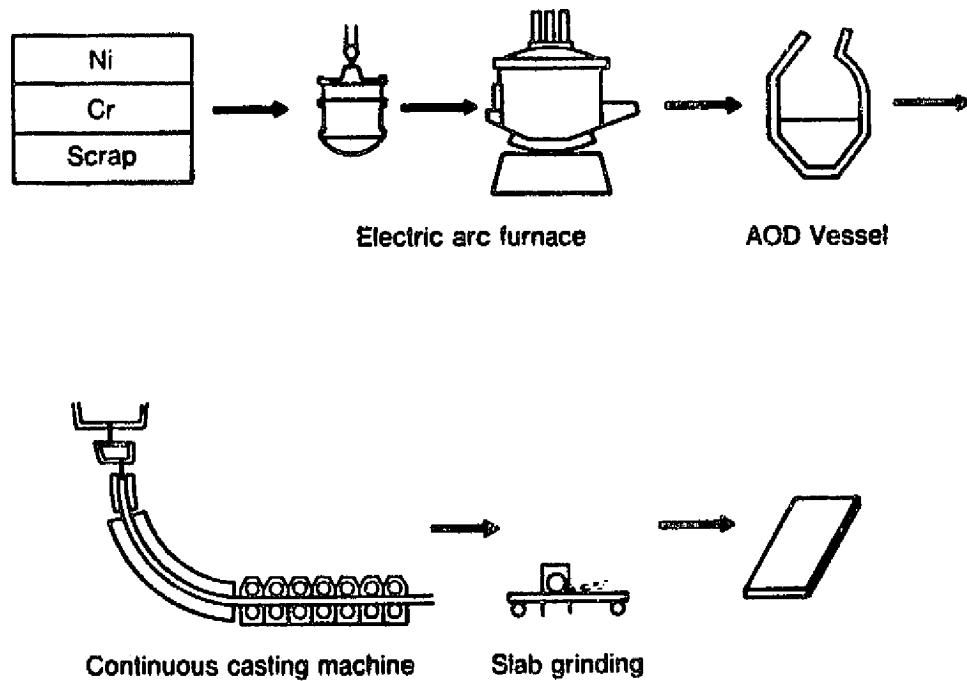 Ni
Cr
Scrap
Electric arc furnace
AOD Vessel
Continuous casting machine
Slab grinding